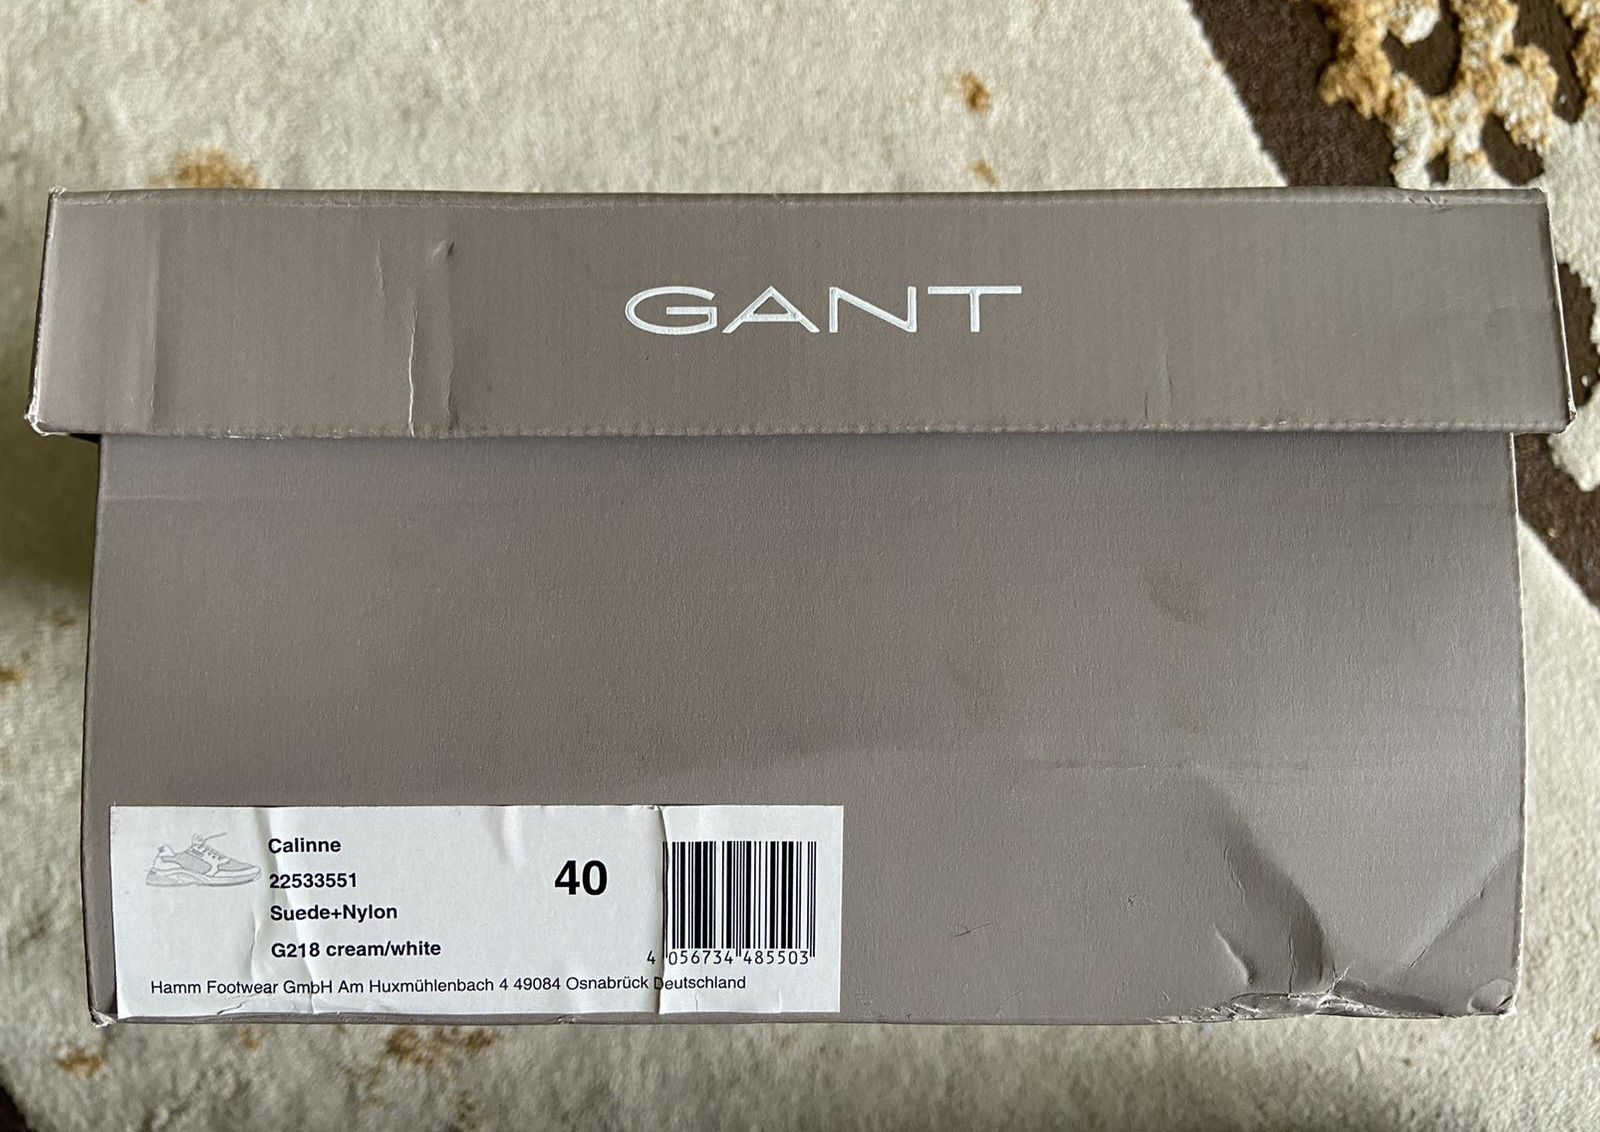 GANT
Calinne
22533551
Suede+Nylon
G218 cream/white
40
4 056734 485503
Hamm Footwear GmbH Am Huxmühlenbach 4 49084 Osnabrück Deutschland